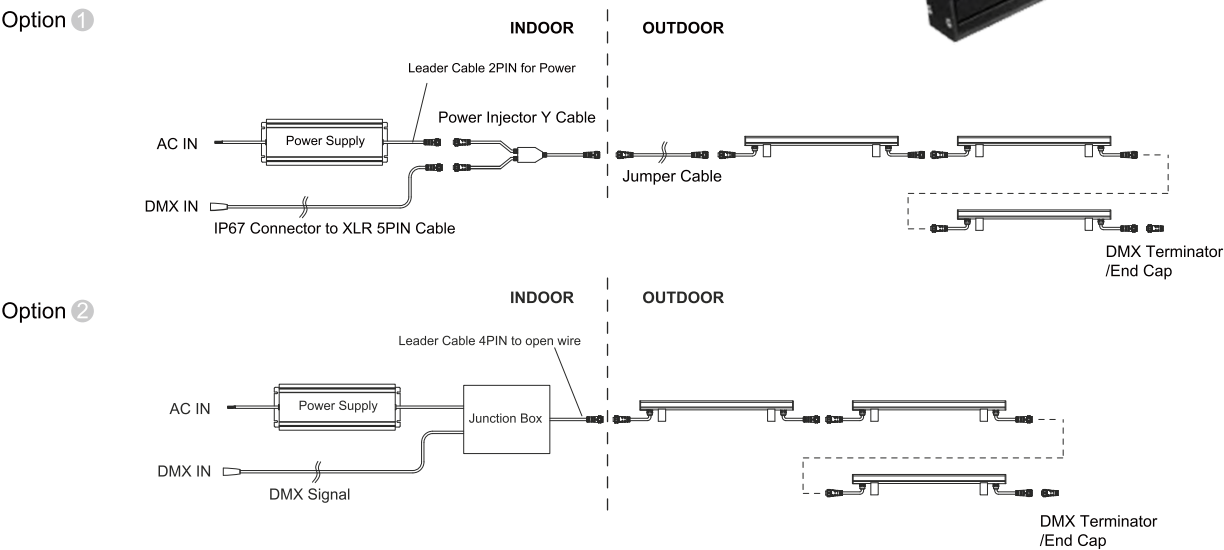 Option 1
INDOOR
OUTDOOR
Leader Cable 2PIN for Power
Power Injector Y Cable
AC IN
Power Supply
Jumper Cable
DMX IN
IP67 Connector to XLR 5PIN Cable
DMX Terminator
/End Cap
Option 2
INDOOR
OUTDOOR
Leader Cable 4PIN to open wire
AC IN
Power Supply
Junction Box
DMX IN
DMX Signal
DMX Terminator
/End Cap